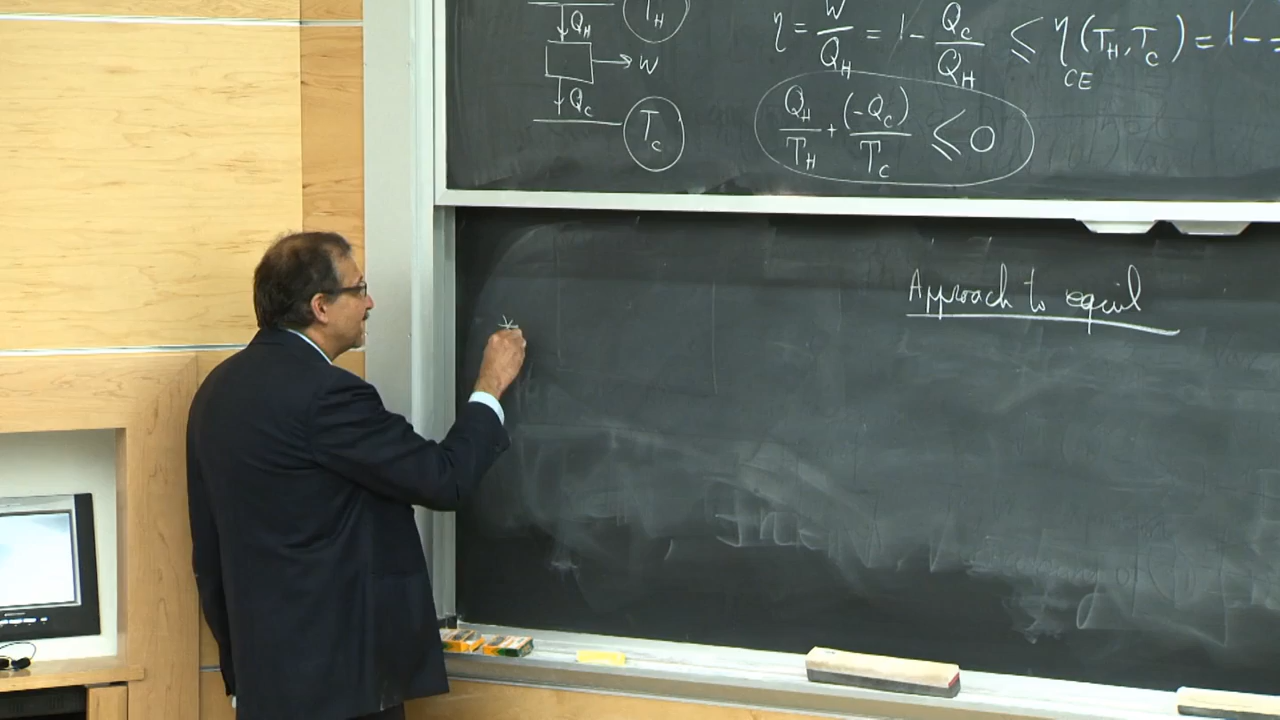 T_H
Q_H
W
Q_C
T_C
η = W/Q_H = 1 - Q_C/Q_H ≤ η_CE (T_H, T_C) = 1 -
Q_H/T_H + (-Q_C)/T_C ≤ 0
Approach to equil
*